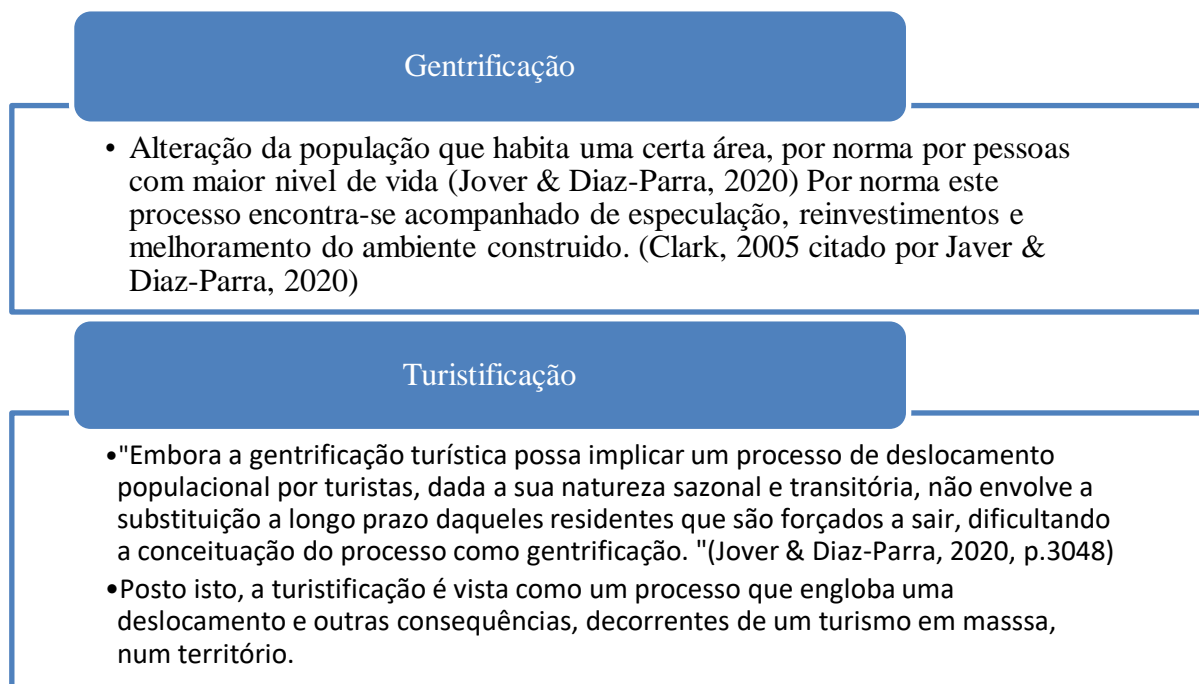 Gentrificação
• Alteração da população que habita uma certa área, por norma por pessoas
com maior nivel de vida (Jover & Diaz-Parra, 2020) Por norma este
processo encontra-se acompanhado de especulação, reinvestimentos e
melhoramento do ambiente construido. (Clark, 2005 citado por Javer &
Diaz-Parra, 2020)
Turistificação
•"Embora a gentrificação turística possa implicar um processo de deslocamento
populacional por turistas, dada a sua natureza sazonal e transitória, não envolve a
substituição a longo prazo daqueles residentes que são forçados a sair, dificultando
a conceituação do processo como gentrificação. "(Jover & Diaz-Parra, 2020, p.3048)
•Posto isto, a turistificação é vista como um processo que engloba uma
deslocamento e outras consequências, decorrentes de um turismo em masssa,
num território.